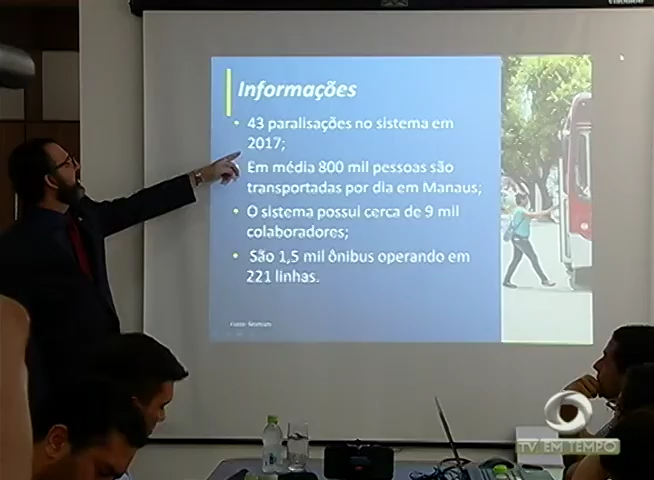 Informações
• 43 paralisações no sistema em
2017;
Em média 800 mil pessoas são
transportadas por dia em Manaus;
• O sistema possui cerca de 9 mil
colaboradores;
• São 1,5 mil ônibus operando em
221 linhas.
TV EM TEMPO